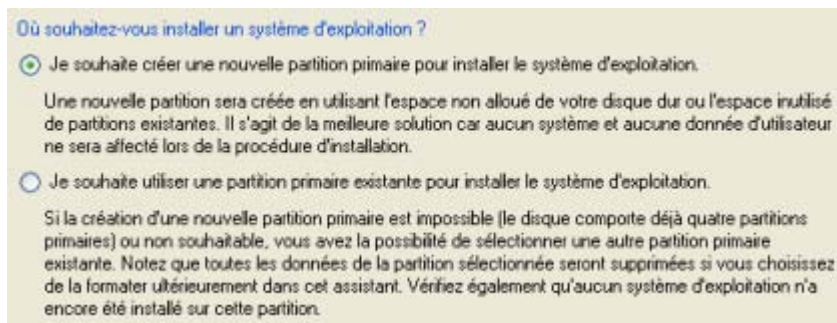 Où souhaitez-vous installer un système d'exploitation ?
Je souhaite créer une nouvelle partition primaire pour installer le système d'exploitation.
Une nouvelle partition sera créée en utilisant l'espace non alloué de votre disque dur ou l'espace inutilisé
de partitions existantes. Il s'agit de la meilleure solution car aucun système et aucune donnée d'utilisateur
ne sera affecté lors de la procédure d'installation.
Je souhaite utiliser une partition primaire existante pour installer le système d'exploitation.
Si la création d'une nouvelle partition primaire est impossible (le disque comporte déjà quatre partitions
primaires) ou non souhaitable, vous avez la possibilité de sélectionner une autre partition primaire
existante. Notez que toutes les données de la partition sélectionnée seront supprimées si vous choisissez
de la formater ultérieurement dans cet assistant. Vérifiez également qu'aucun système d'exploitation n'a
encore été installé sur cette partition.